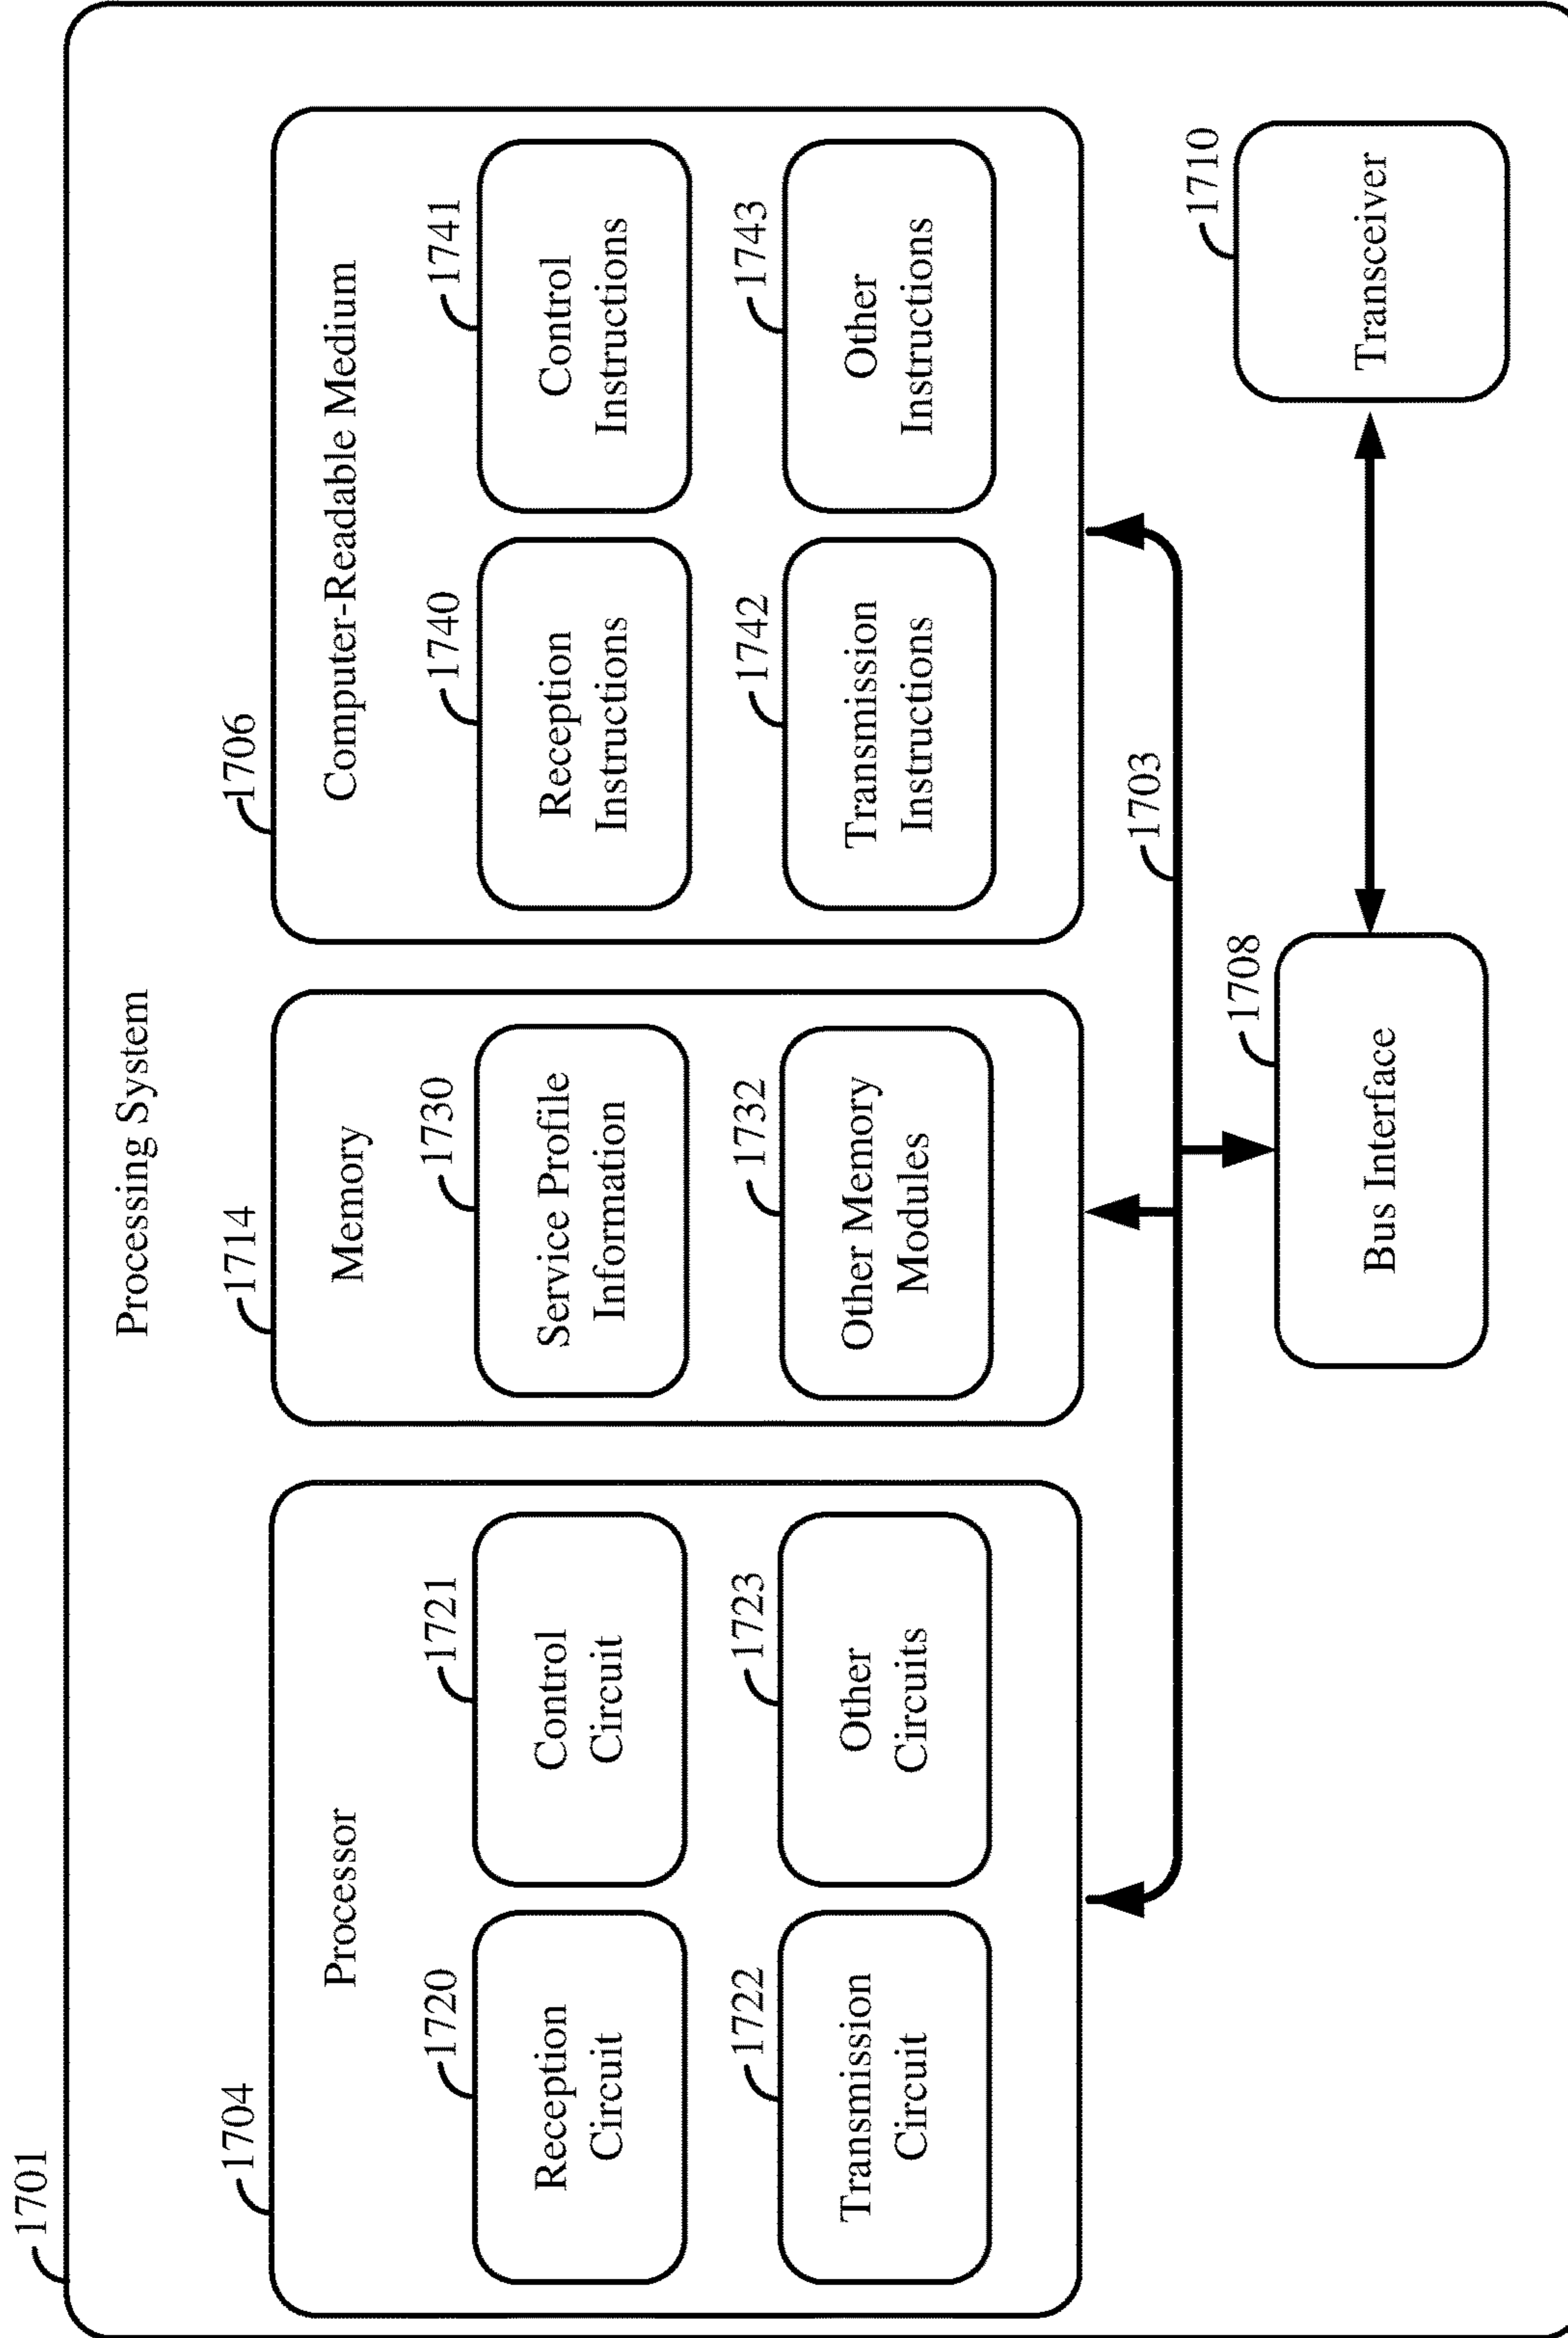 1701
Processing System
1704
Processor
1720
Reception
Circuit
1721
Control
Circuit
1722
Transmission
Circuit
1723
Other
Circuits
1714
Memory
1730
Service Profile
Information
1732
Other Memory
Modules
1706
Computer-Readable Medium
1740
Reception
Instructions
1741
Control
Instructions
1742
Transmission
Instructions
1743
Other
Instructions
1703
1708
Bus Interface
1710
Transceiver